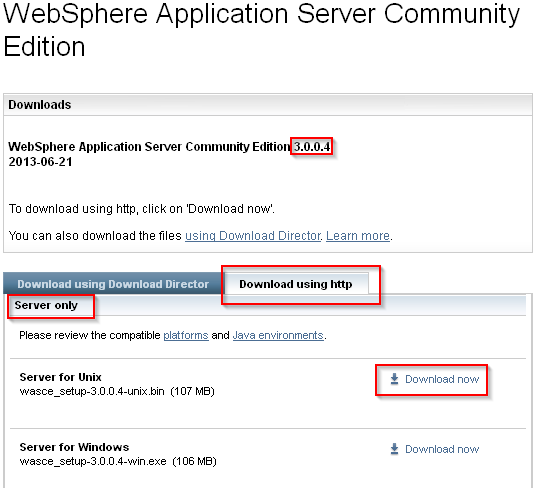 WebSphere Application Server Community
Edition
Downloads
WebSphere Application Server Community Edition 3.0.0.4
2013-06-21
To download using http, click on 'Download now'.
You can also download the files using Download Director. Learn more.
Download using Download Director Download using http
Server only
Please review the compatible platforms and Java environments.
Server for Unix
wasce_setup-3.0.0.4-unix.bin (107 MB)
Download now
Server for Windows
wasce_setup-3.0.0.4-win.exe (106 MB)
Download now